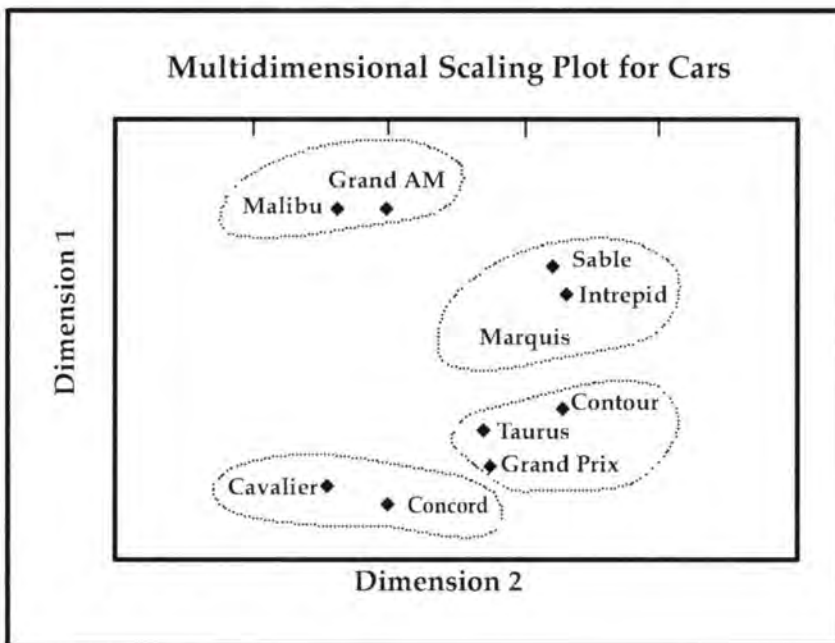 Multidimensional Scaling Plot for Cars
Grand AM
Malibu
Sable
Intrepid
Marquis
Contour
Taurus
Grand Prix
Cavalier
Concord
Dimension 1
Dimension 2